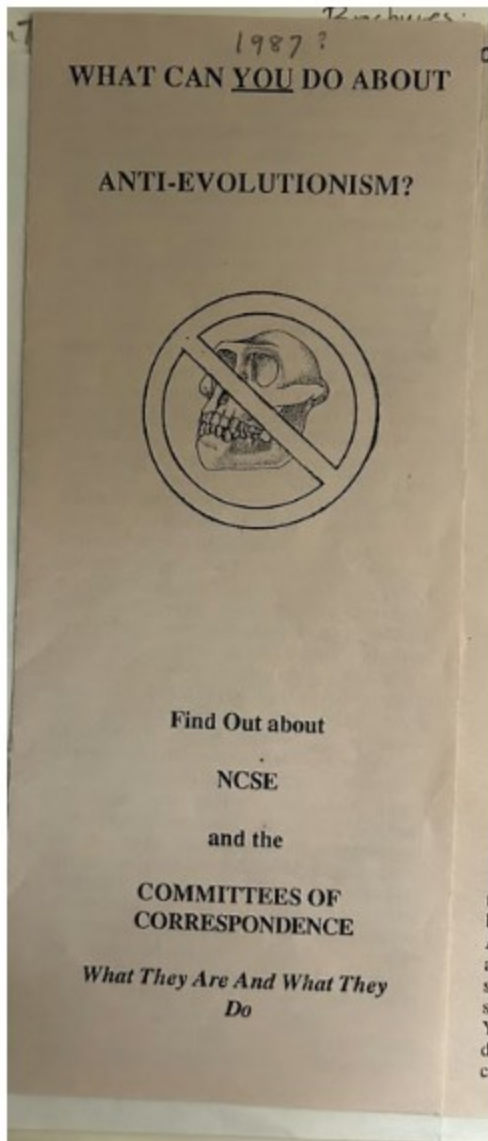 Brochures:
1987?
WHAT CAN YOU DO ABOUT
ANTI-EVOLUTIONISM?
Find Out about
NCSE
and the
COMMITTEES OF
CORRESPONDENCE
What They Are And What They
Do